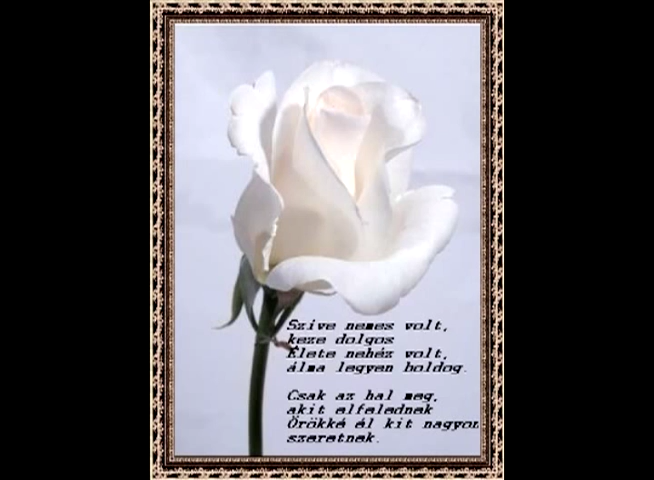 Szive nemes volt,
keze dolgos
Élete nehéz volt,
álma legyen boldog.
Csak az hal meg,
akit elfelednek
Örökké él kit nagyon
szeretnek.